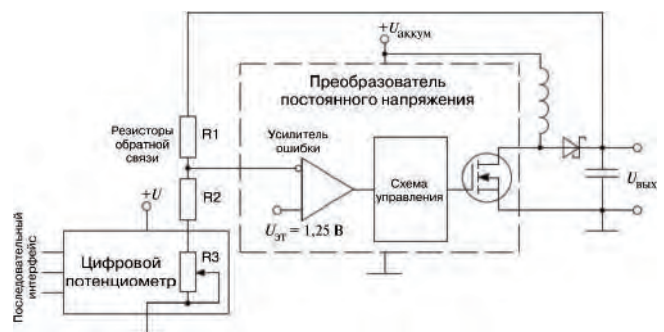 +Uаккум
Преобразователь
постоянного напряжения
Резисторы
обратной
связи
R1
Усилитель
ошибки
Схема
управления
Uвых
+U
R2
Uэт = 1,25 В
Последовательный
интерфейс
Цифровой
потенциометр
R3